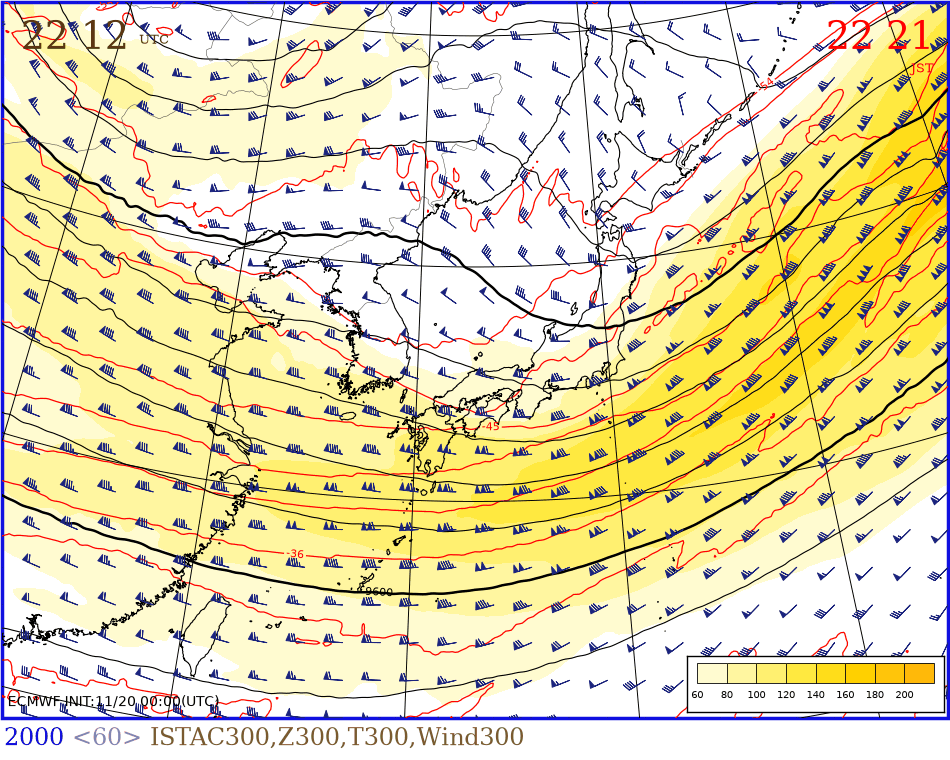 22 12 UTC
22 21 JST
-54
-45
-36
9600
60 80 100 120 140 160 180 200
ECMWF INIT:11/20 00:00(UTC)
2000 <60> ISTAC300,Z300,T300,Wind300